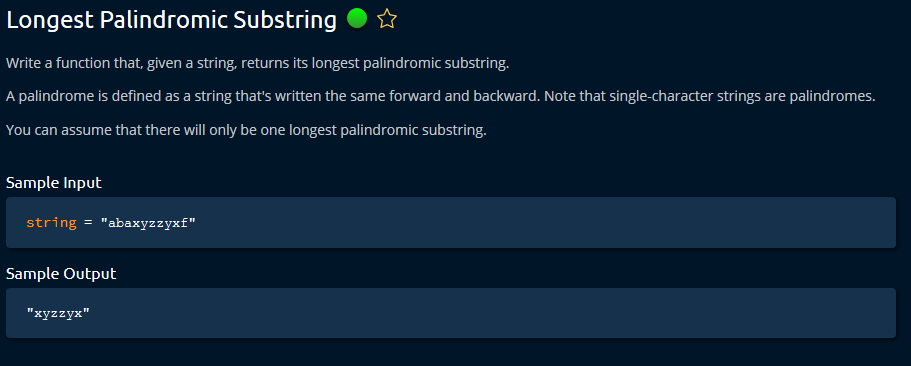 Longest Palindromic Substring
Write a function that, given a string, returns its longest palindromic substring.
A palindrome is defined as a string that's written the same forward and backward. Note that single-character strings are palindromes.
You can assume that there will only be one longest palindromic substring.
Sample Input
string = "abaxyzzyxf"
Sample Output
"xyzzyx"